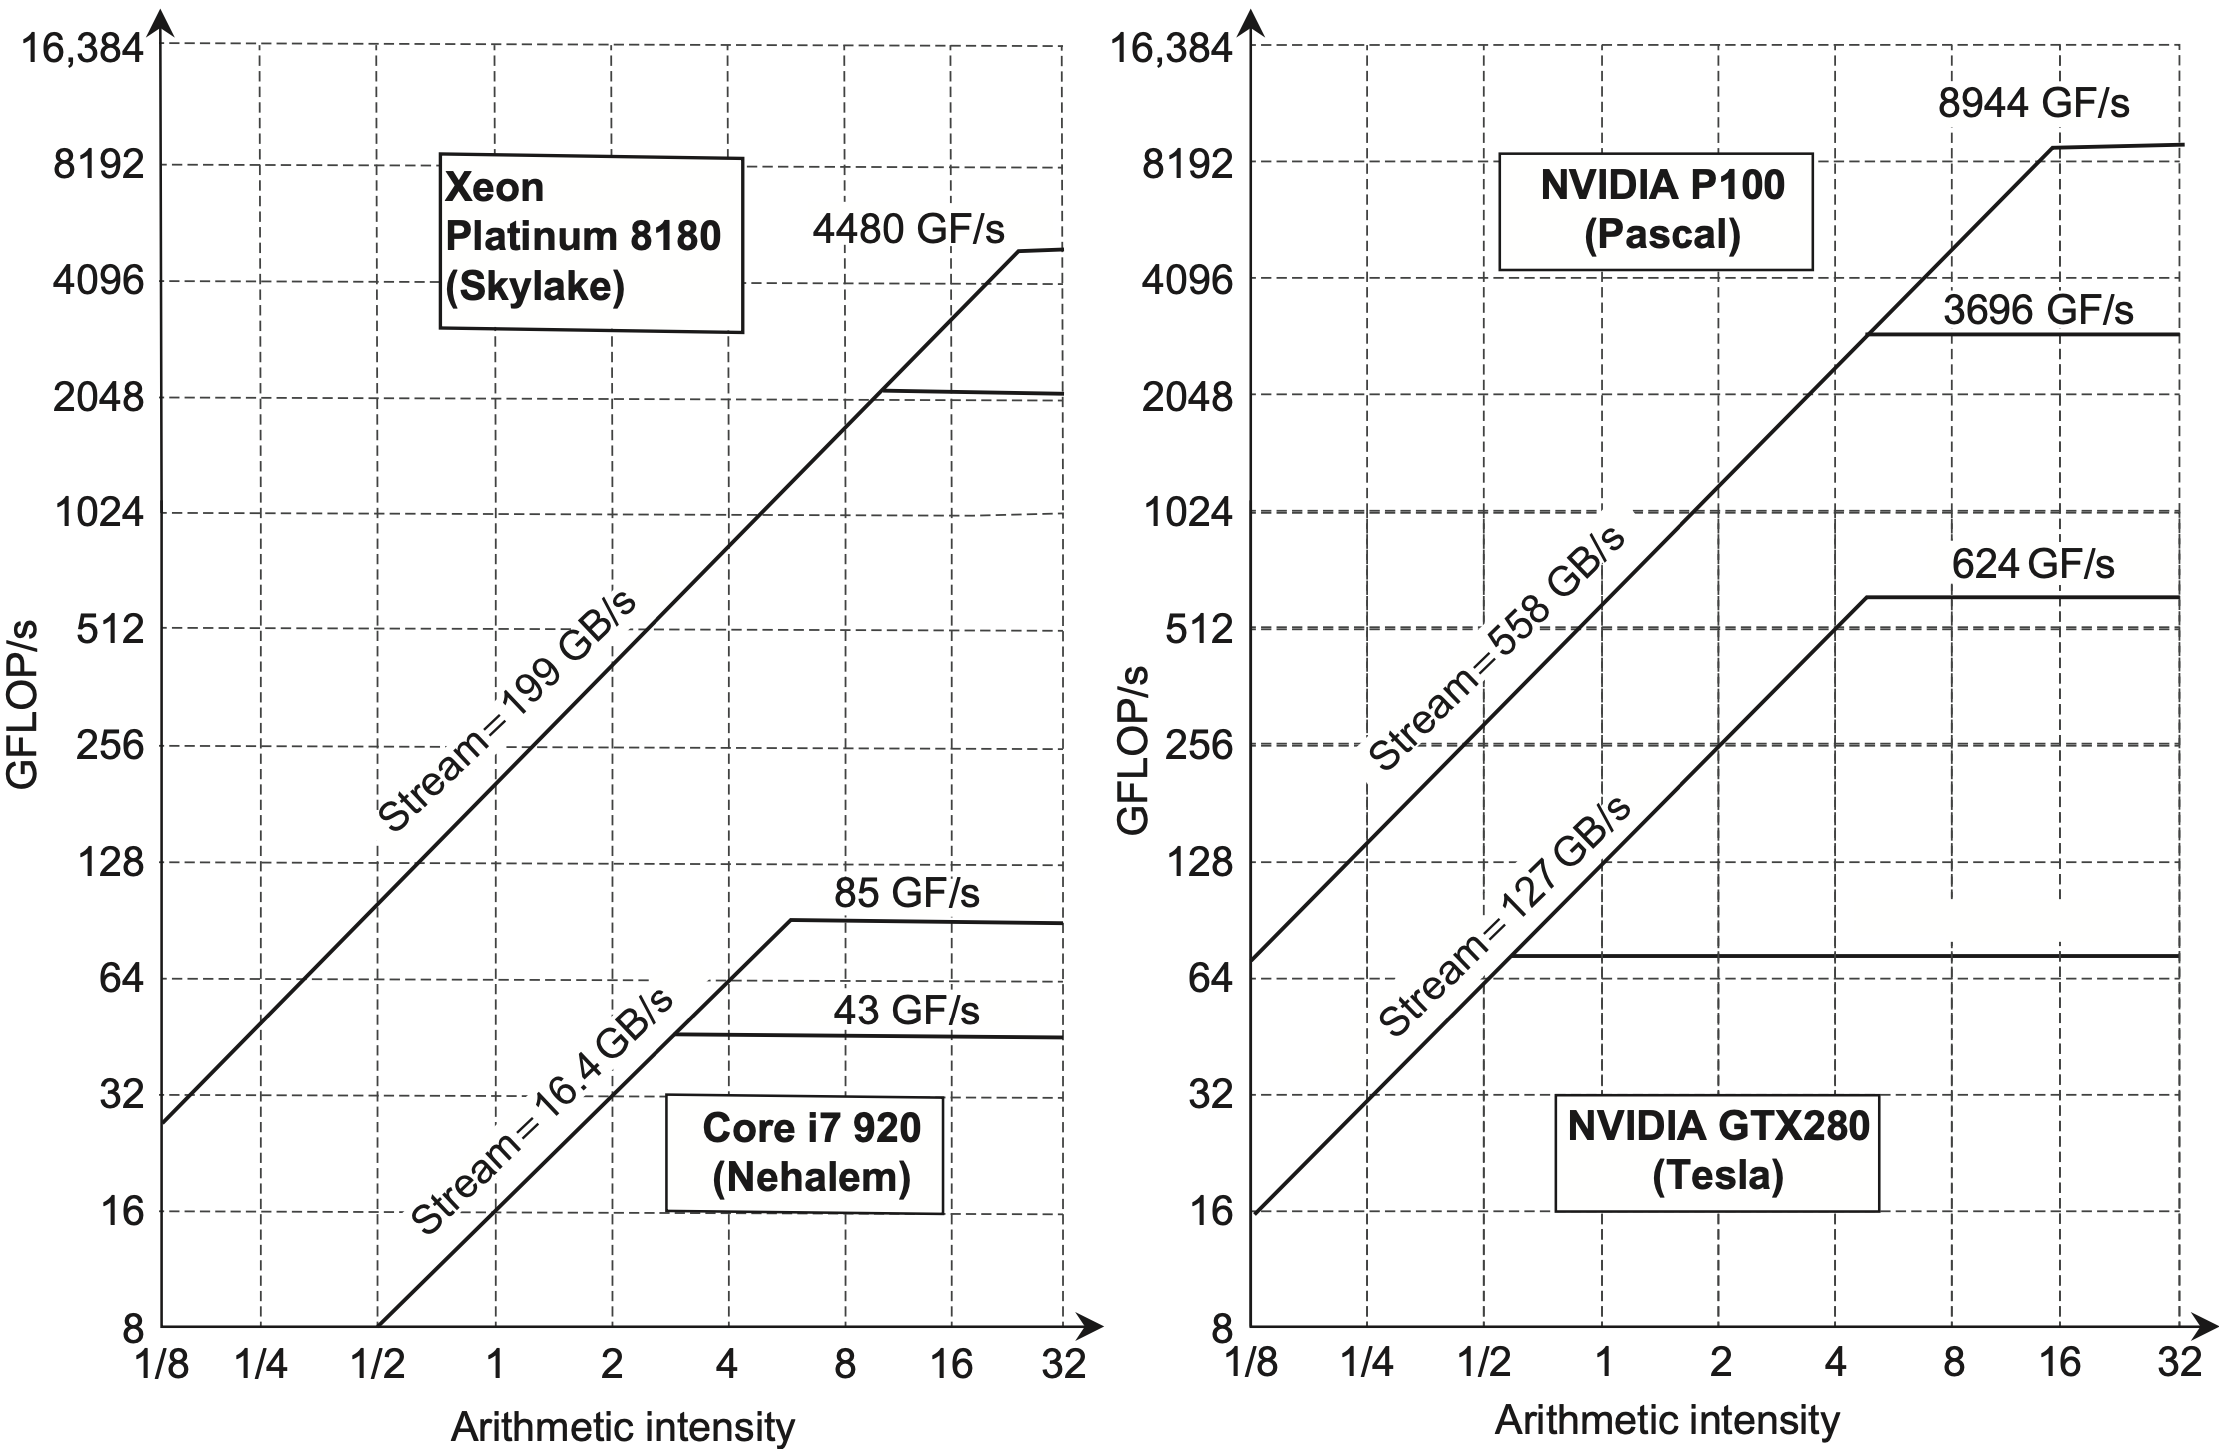 16,384
8192
4096
2048
1024
512
256
128
64
32
16
8
GFLOP/s
Xeon
Platinum 8180
(Skylake)
4480 GF/s
Stream=199 GB/s
85 GF/s
43 GF/s
Stream=16.4 GB/s
Core i7 920
(Nehalem)
1/8 1/4 1/2 1 2 4 8 16 32
Arithmetic intensity
16,384
8192
4096
2048
1024
512
256
128
64
32
16
8
GFLOP/s
8944 GF/s
NVIDIA P100
(Pascal)
3696 GF/s
Stream=558 GB/s
624 GF/s
Stream=127 GB/s
NVIDIA GTX280
(Tesla)
1/8 1/4 1/2 1 2 4 8 16 32
Arithmetic intensity